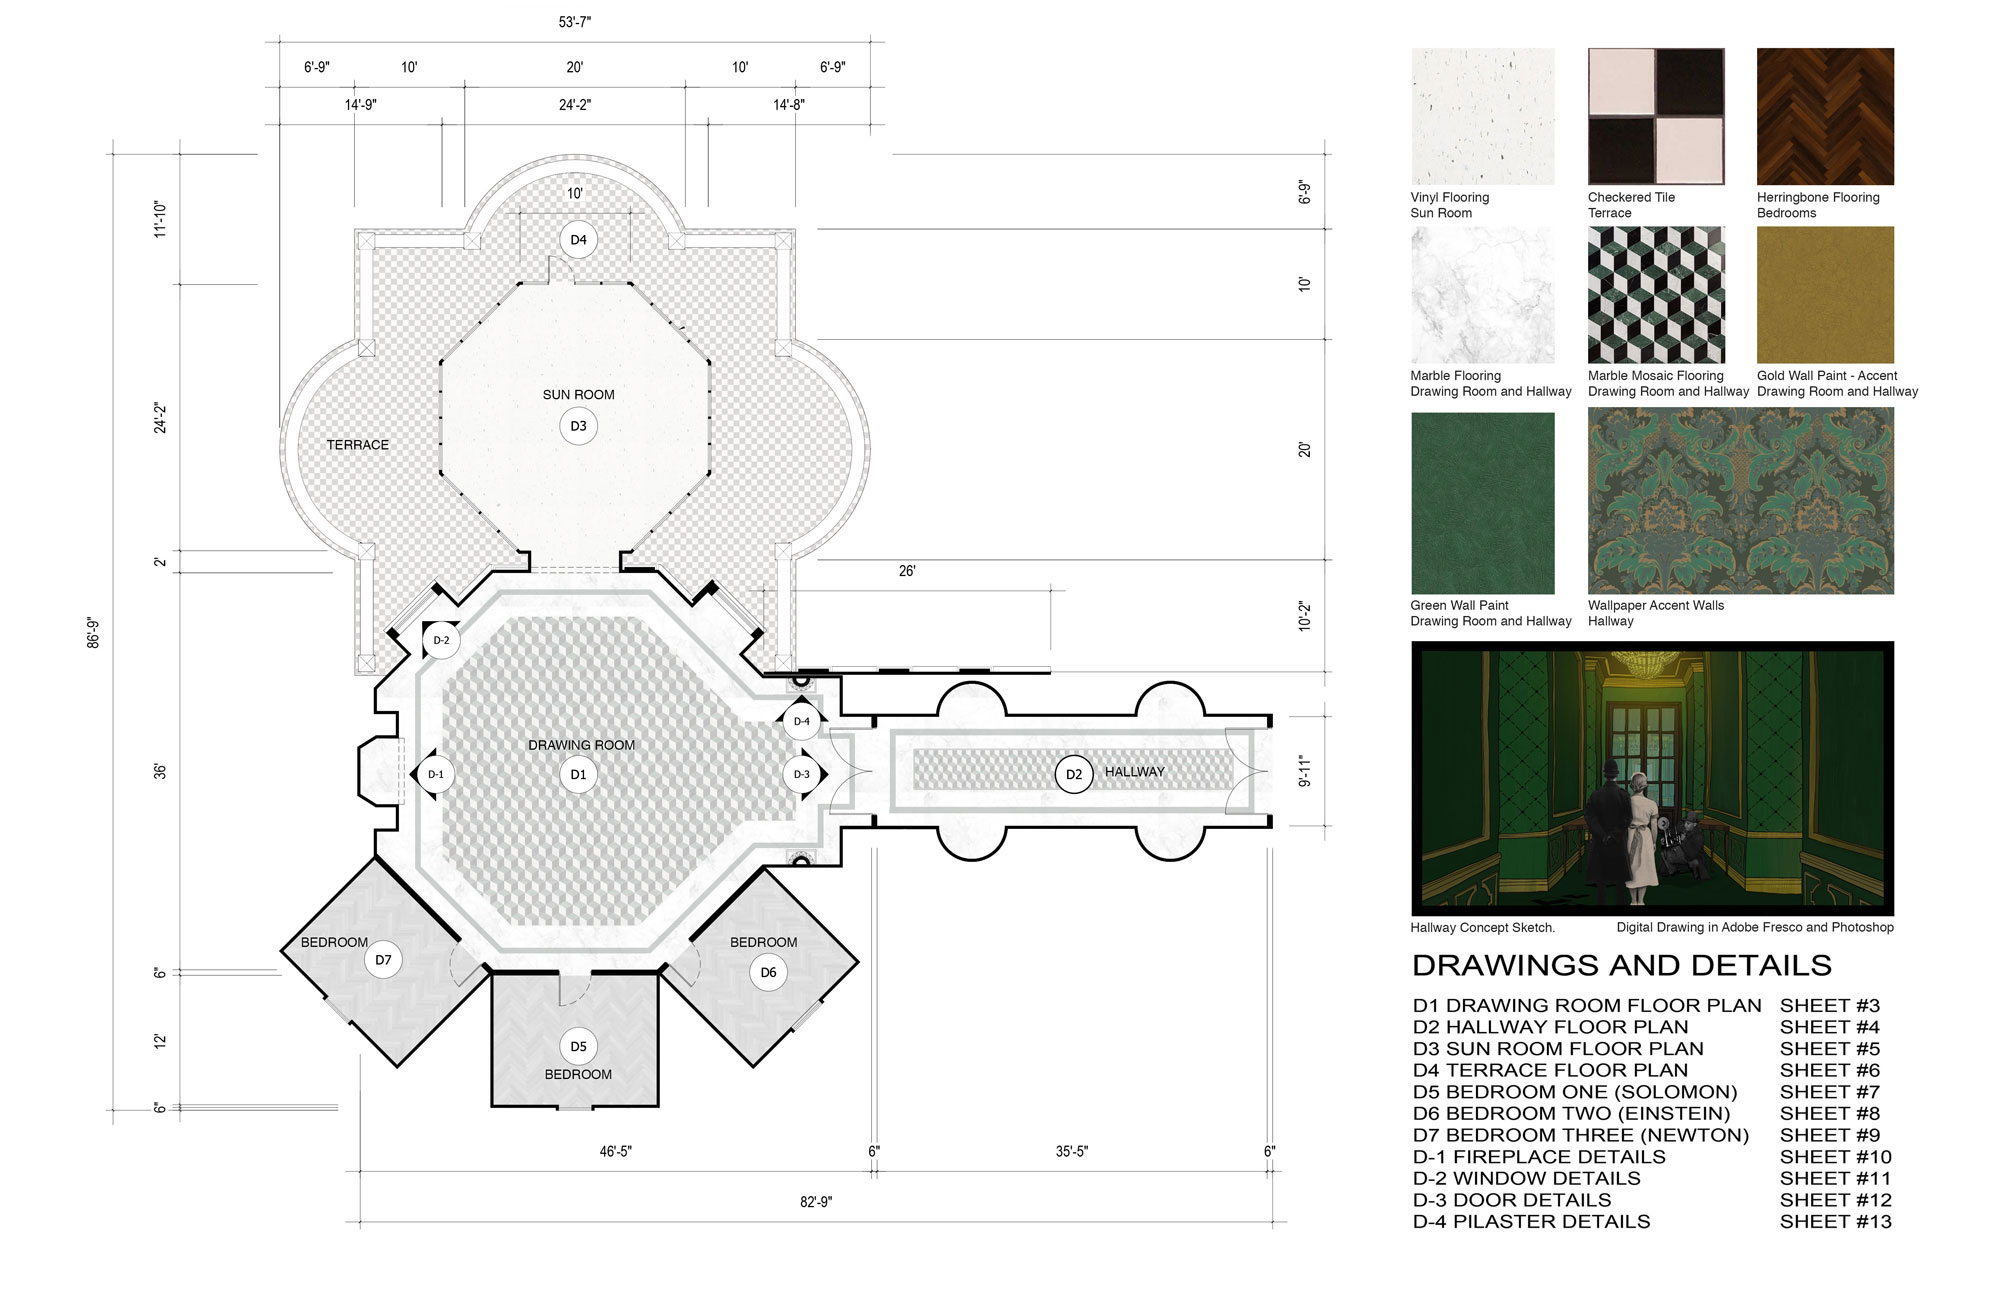 53'-7"
6'-9" 10' 20' 10' 6'-9"
14'-9" 24'-2" 14'-8"
11'-10"
24'-2"
2'
86'-9"
36'
6"
12'
6"
10'
D4
SUN ROOM
D3
TERRACE
6'-9"
10'
20'
10'-2"
9'-11"
26'
D-2
D-4
DRAWING ROOM
D-1 D1 D-3
D2 HALLWAY
BEDROOM
D7
BEDROOM
D6
D5
BEDROOM
46'-5" 6" 35'-5" 6"
82'-9"
Vinyl Flooring
Sun Room
Checkered Tile
Terrace
Herringbone Flooring
Bedrooms
Marble Flooring
Drawing Room and Hallway
Marble Mosaic Flooring
Drawing Room and Hallway
Gold Wall Paint - Accent
Drawing Room and Hallway
Green Wall Paint
Drawing Room and Hallway
Wallpaper Accent Walls
Hallway
Hallway Concept Sketch. Digital Drawing in Adobe Fresco and Photoshop
DRAWINGS AND DETAILS
D1 DRAWING ROOM FLOOR PLAN SHEET #3
D2 HALLWAY FLOOR PLAN SHEET #4
D3 SUN ROOM FLOOR PLAN SHEET #5
D4 TERRACE FLOOR PLAN SHEET #6
D5 BEDROOM ONE (SOLOMON) SHEET #7
D6 BEDROOM TWO (EINSTEIN) SHEET #8
D7 BEDROOM THREE (NEWTON) SHEET #9
D-1 FIREPLACE DETAILS SHEET #10
D-2 WINDOW DETAILS SHEET #11
D-3 DOOR DETAILS SHEET #12
D-4 PILASTER DETAILS SHEET #13